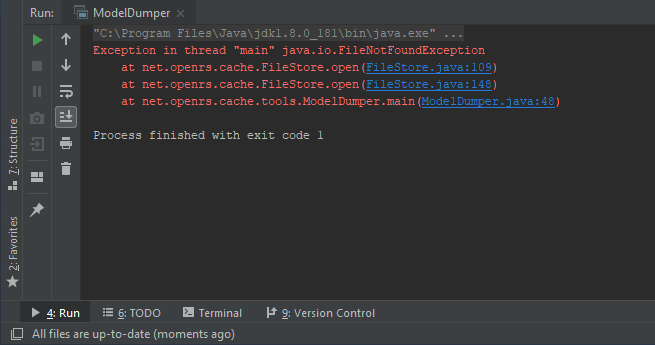 Run: ModelDumper
"C:\Program Files\Java\jdk1.8.0_181\bin\java.exe" ...
Exception in thread "main" java.io.FileNotFoundException
at net.openrs.cache.FileStore.open(FileStore.java:109)
at net.openrs.cache.FileStore.open(FileStore.java:148)
at net.openrs.cache.tools.ModelDumper.main(ModelDumper.java:48)
Process finished with exit code 1
7: Structure
2: Favorites
4: Run 6: TODO Terminal 9: Version Control
All files are up-to-date (moments ago)